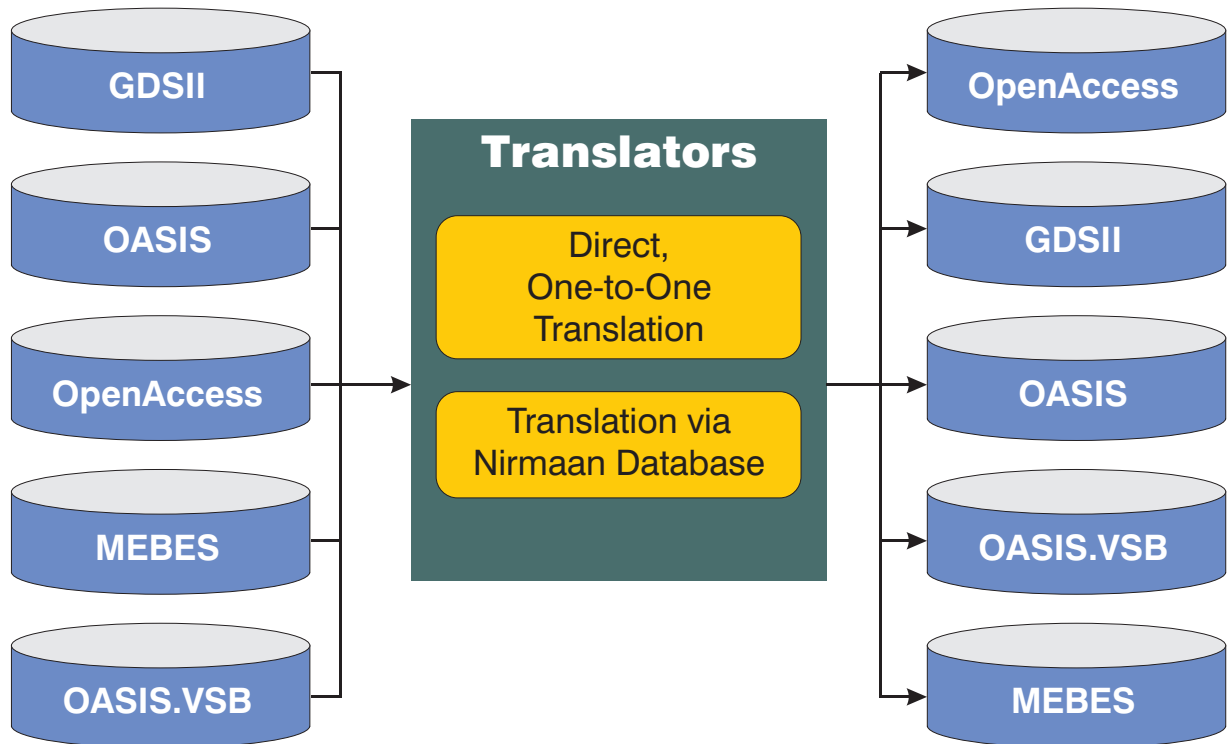 GDSII
OASIS
OpenAccess
MEBES
OASIS.VSB
Translators
Direct,
One-to-One
Translation
Translation via
Nirmaan Database
OpenAccess
GDSII
OASIS
OASIS.VSB
MEBES